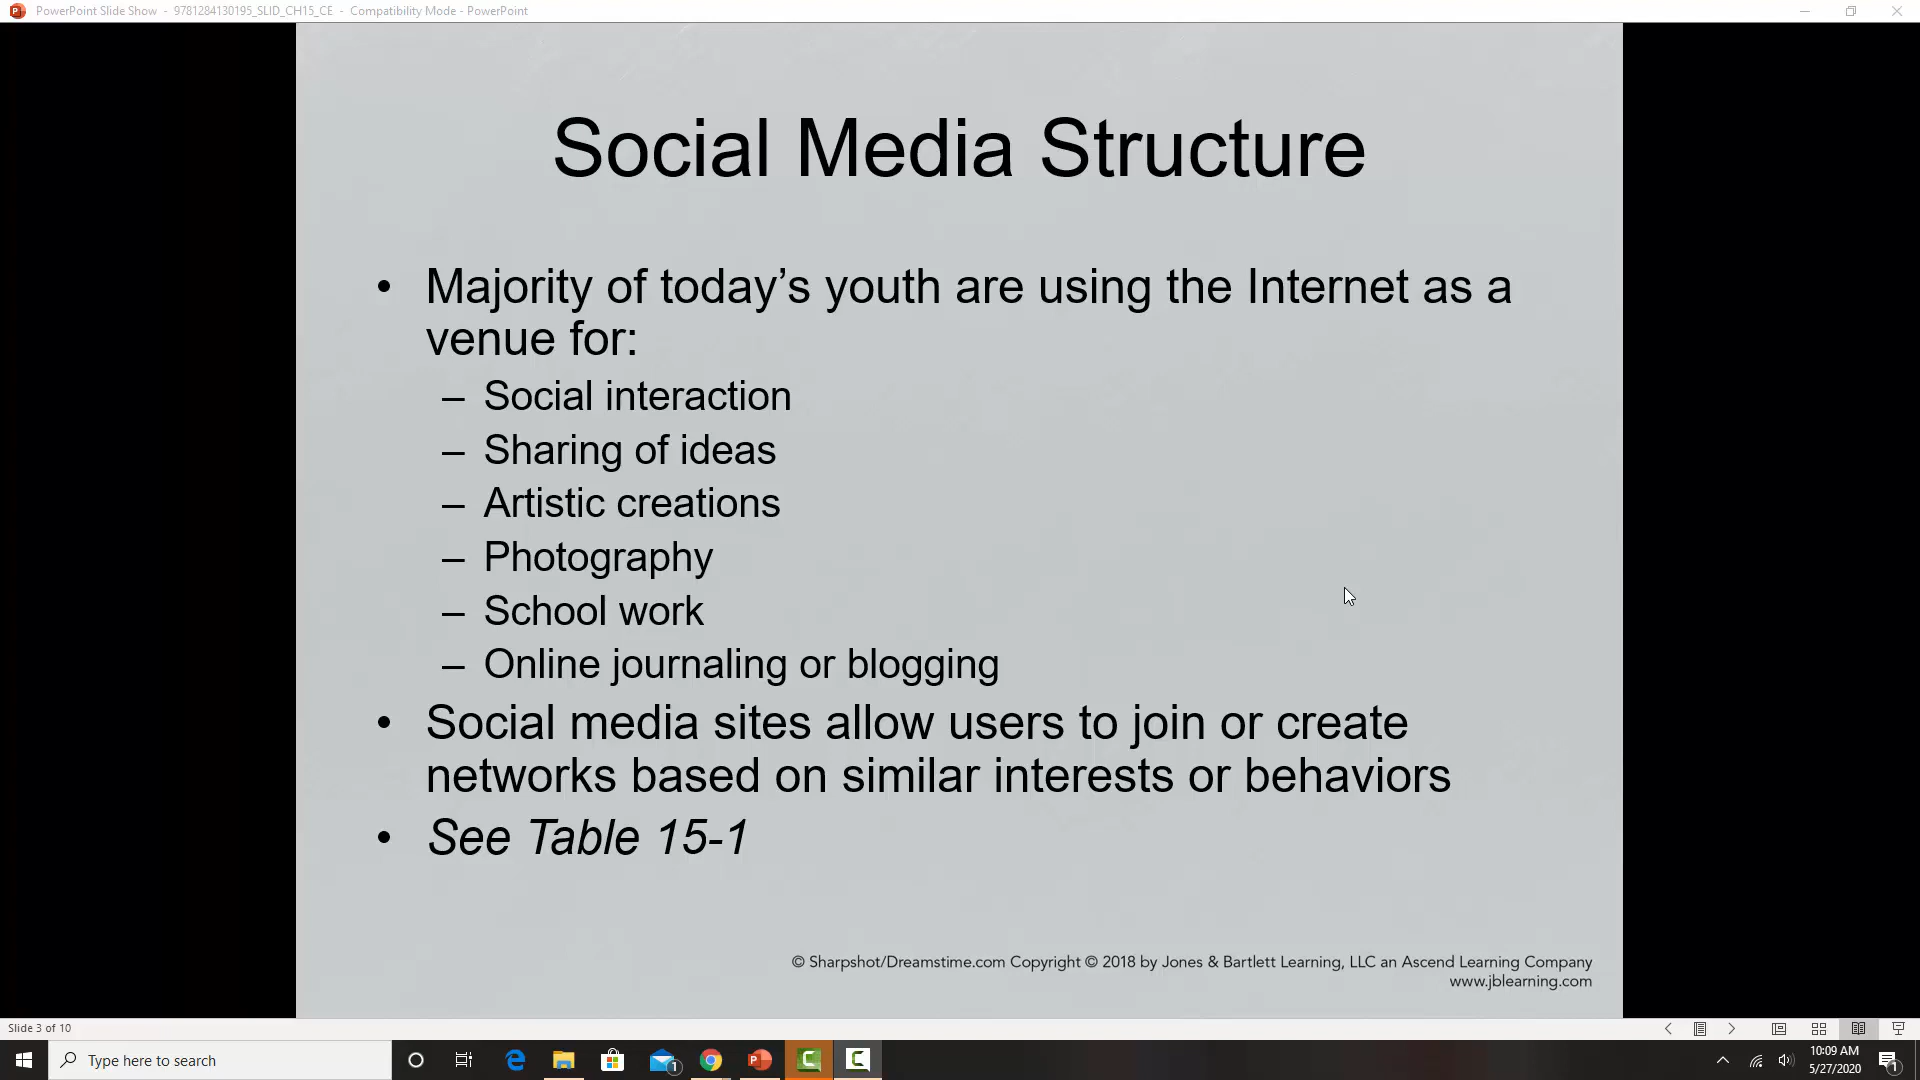 PowerPoint Slide Show - 9781284130195_SLID_CH15_CE - Compatibility Mode - PowerPoint
Social Media Structure
• Majority of today’s youth are using the Internet as a
venue for:
– Social interaction
– Sharing of ideas
– Artistic creations
– Photography
– School work
– Online journaling or blogging
• Social media sites allow users to join or create
networks based on similar interests or behaviors
• See Table 15-1
© Sharpshot/Dreamstime.com Copyright © 2018 by Jones & Bartlett Learning, LLC an Ascend Learning Company
www.jblearning.com
Slide 3 of 10
Type here to search
1
10:09 AM
5/27/2020
1